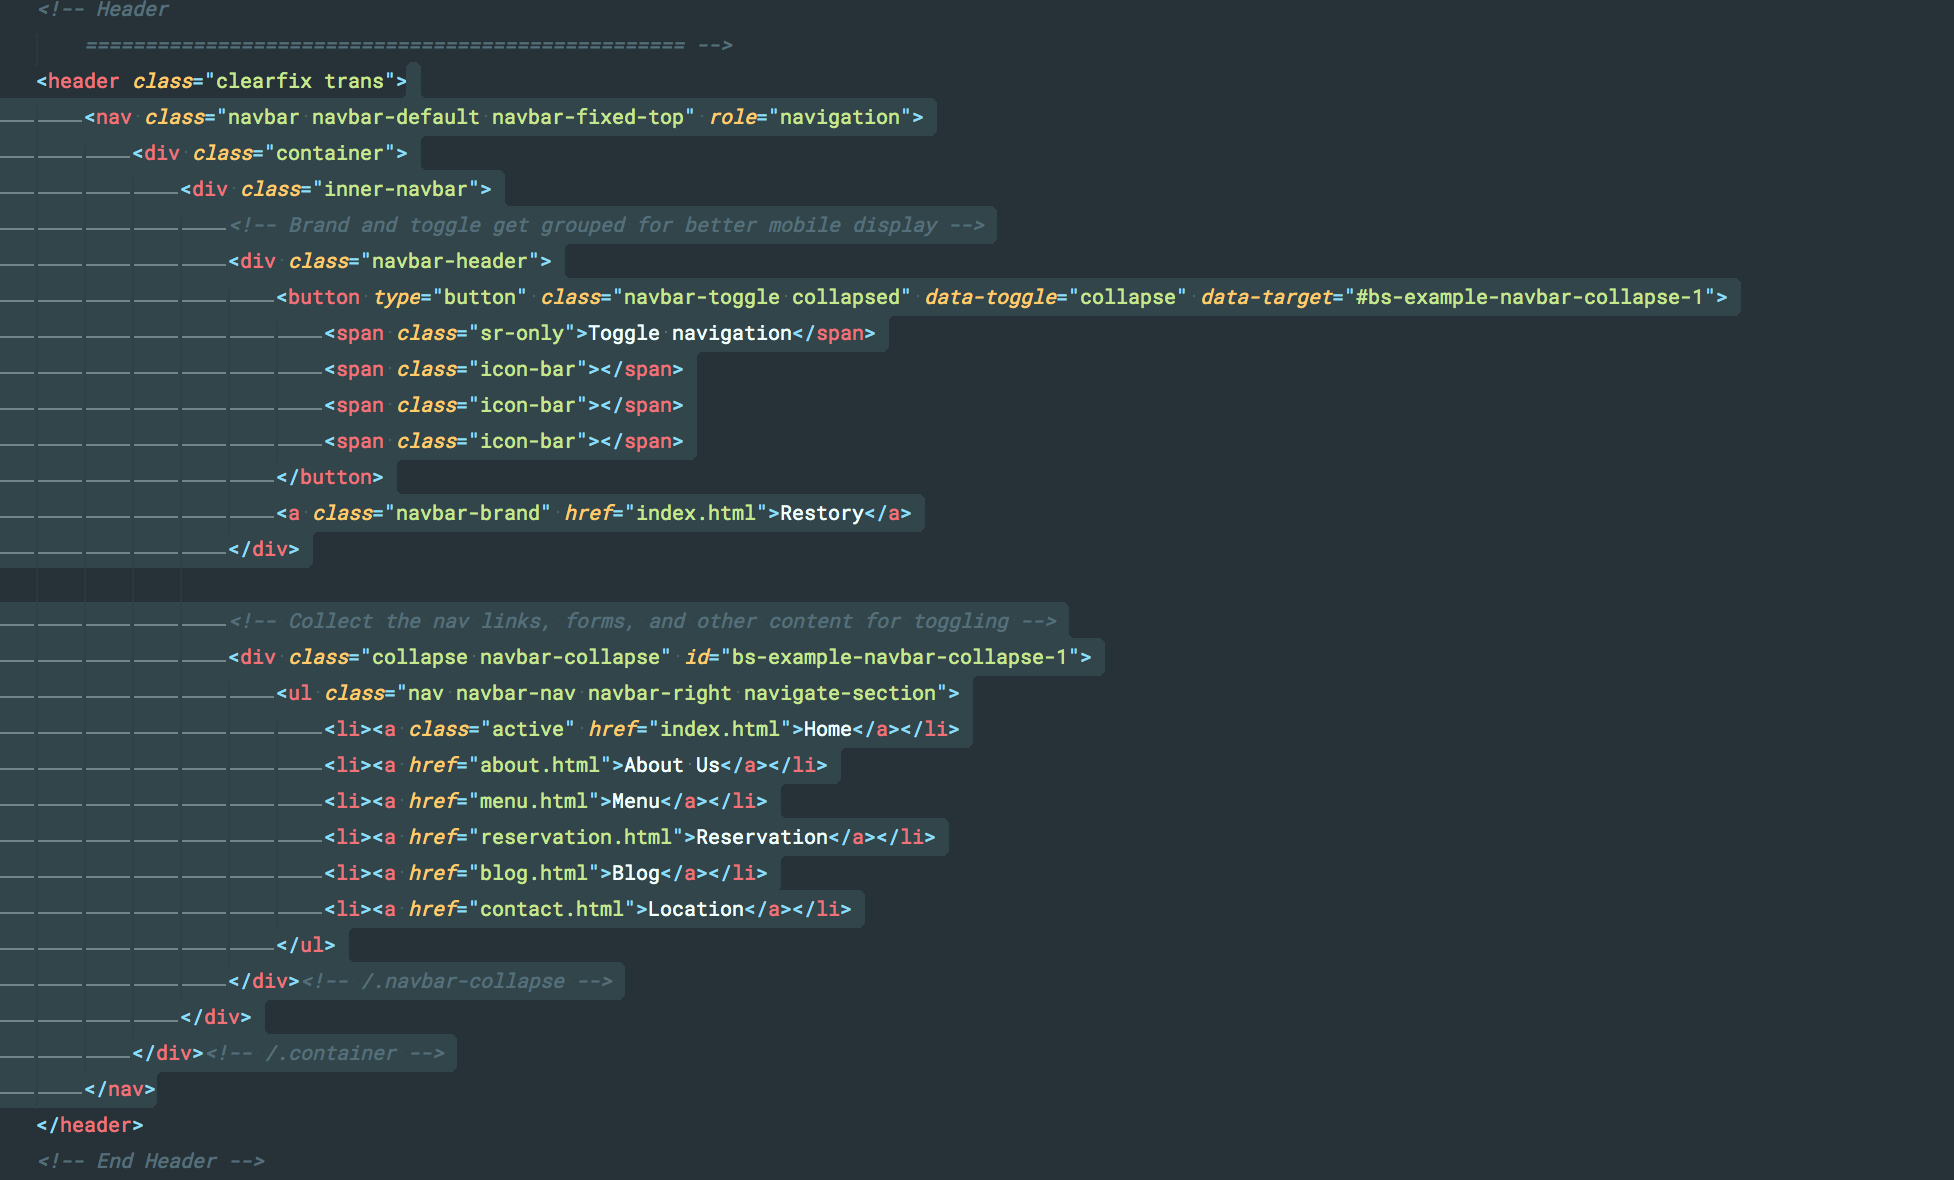 <!-- Header
================================================== -->
<header class="clearfix trans">
<nav class="navbar navbar-default navbar-fixed-top" role="navigation">
<div class="container">
<div class="inner-navbar">
<!-- Brand and toggle get grouped for better mobile display -->
<div class="navbar-header">
<button type="button" class="navbar-toggle collapsed" data-toggle="collapse" data-target="#bs-example-navbar-collapse-1">
<span class="sr-only">Toggle navigation</span>
<span class="icon-bar"></span>
<span class="icon-bar"></span>
<span class="icon-bar"></span>
</button>
<a class="navbar-brand" href="index.html">Restory</a>
</div>
<!-- Collect the nav links, forms, and other content for toggling -->
<div class="collapse navbar-collapse" id="bs-example-navbar-collapse-1">
<ul class="nav navbar-nav navbar-right navigate-section">
<li><a class="active" href="index.html">Home</a></li>
<li><a href="about.html">About Us</a></li>
<li><a href="menu.html">Menu</a></li>
<li><a href="reservation.html">Reservation</a></li>
<li><a href="blog.html">Blog</a></li>
<li><a href="contact.html">Location</a></li>
</ul>
</div><!-- /.navbar-collapse -->
</div>
</div><!-- /.container -->
</nav>
</header>
<!-- End Header -->